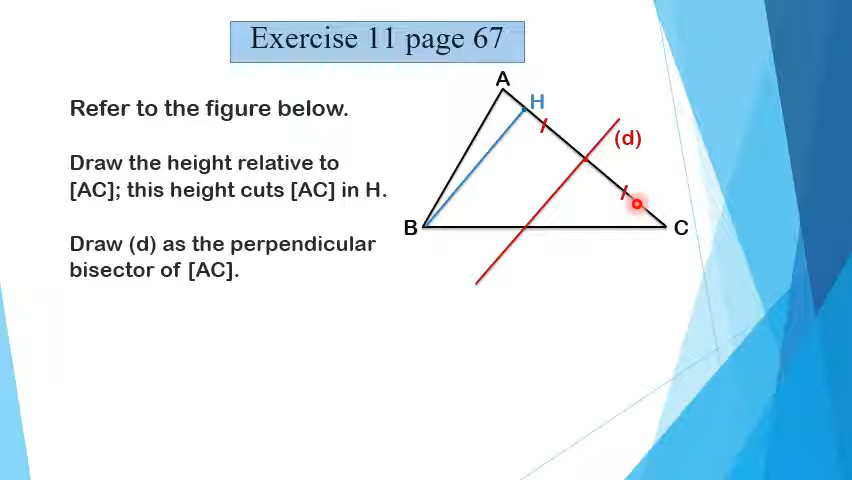 Exercise 11 page 67
Refer to the figure below.
Draw the height relative to
[AC]; this height cuts [AC] in H.
Draw (d) as the perpendicular
bisector of [AC].
A
H
(d)
B
C